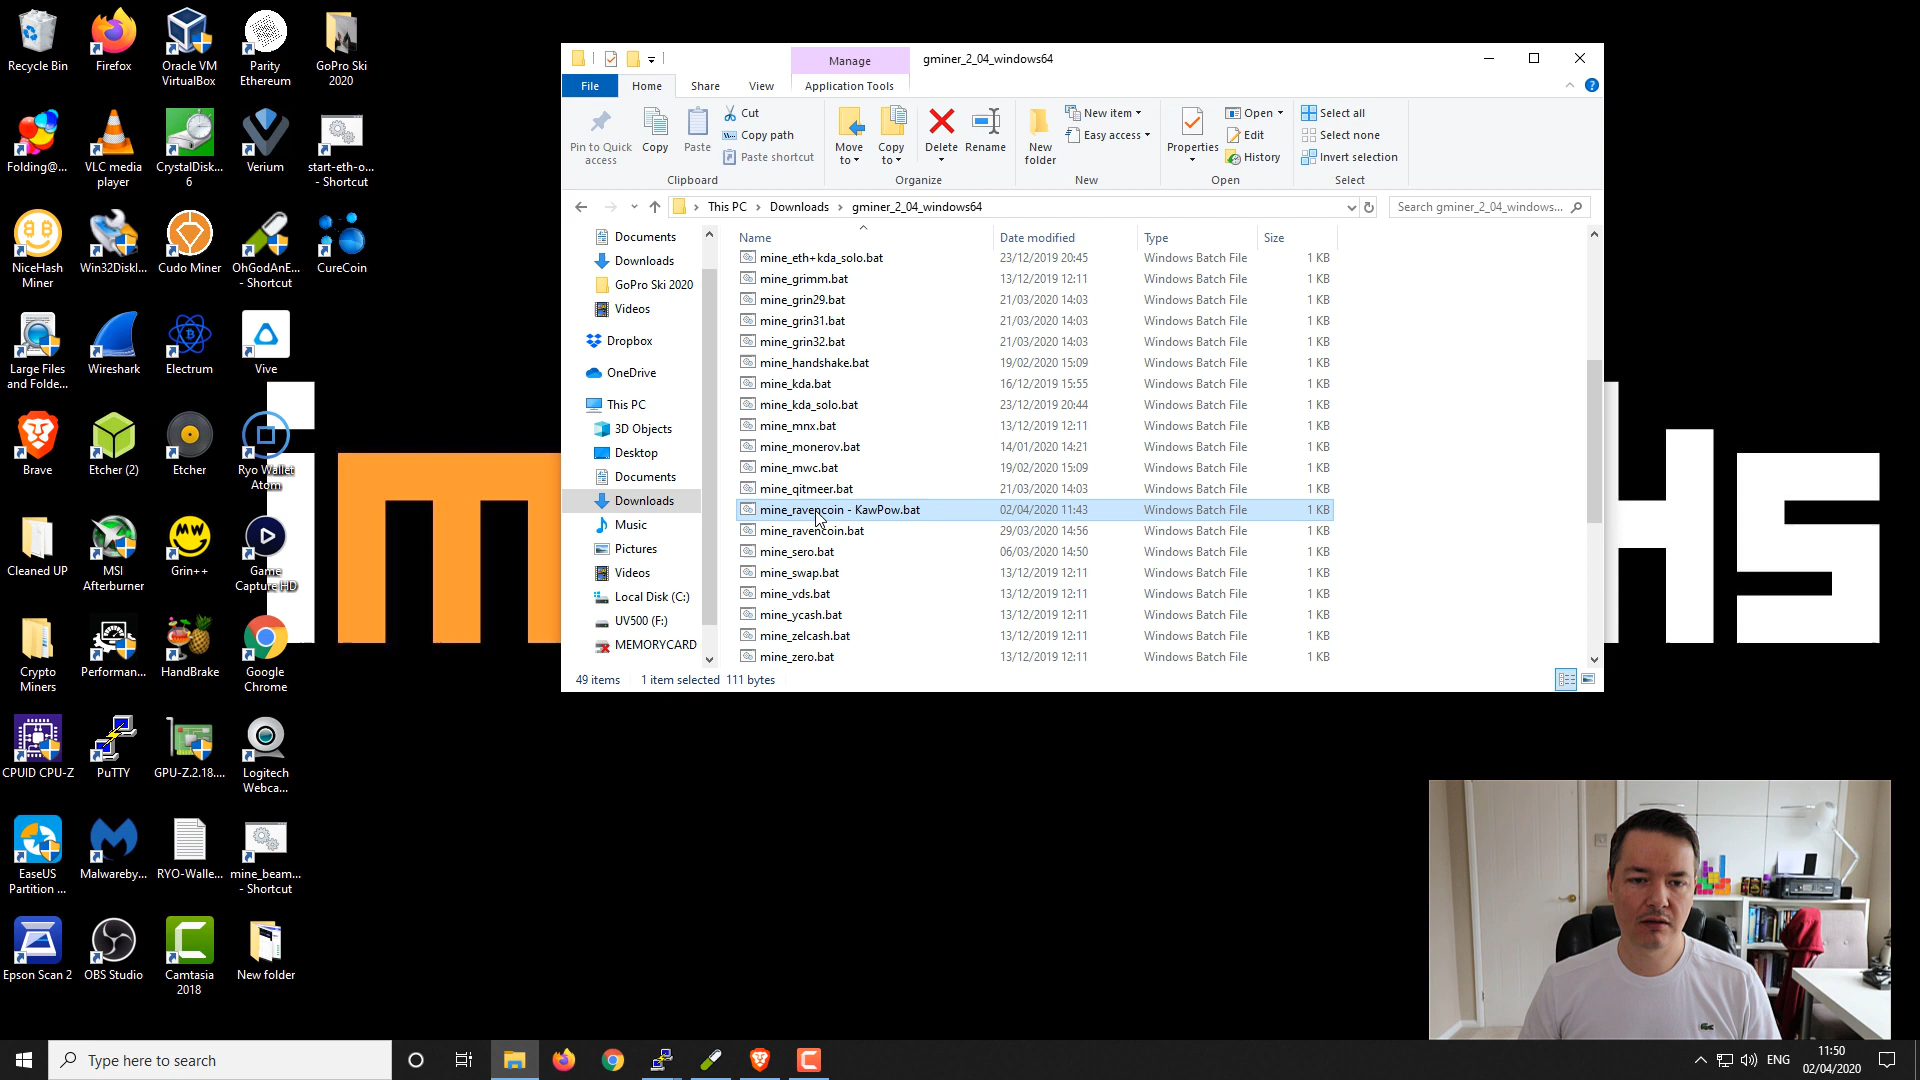 Recycle Bin
Firefox
Oracle VM
VirtualBox
Parity
Ethereum
GoPro Ski
2020
Folding@...
VLC media
player
CrystalDisk...
6
Verium
start-eth-o...
- Shortcut
NiceHash
Miner
Win32DiskI...
Cudo Miner
OhGodAnE...
- Shortcut
CureCoin
Large Files
and Folde...
Wireshark
Electrum
Vive
Brave
Etcher (2)
Etcher
Ryo Wallet
Atom
Cleaned UP
MSI
Afterburner
Grin++
Game
Capture HD
Crypto
Miners
Performan...
HandBrake
Google
Chrome
CPUID CPU-Z
PuTTY
GPU-Z.2.18....
Logitech
Webca...
EaseUS
Partition ...
Malwareby...
RYO-Walle...
mine_beam...
- Shortcut
Epson Scan 2
OBS Studio
Camtasia
2018
New folder
Manage
gminer_2_04_windows64
File
Home
Share
View
Application Tools
Pin to Quick
access
Copy
Paste
Cut
Copy path
Paste shortcut
Clipboard
Move
to
Copy
to
Delete
Rename
Organize
New
folder
New item
Easy access
New
Properties
Open
Edit
History
Open
Select all
Select none
Invert selection
Select
This PC > Downloads > gminer_2_04_windows64
Search gminer_2_04_windows...
Documents
Downloads
GoPro Ski 2020
Videos
Dropbox
OneDrive
This PC
3D Objects
Desktop
Documents
Downloads
Music
Pictures
Videos
Local Disk (C:)
UV500 (F:)
MEMORYCARD
Name Date modified Type Size
mine_eth+kda_solo.bat 23/12/2019 20:45 Windows Batch File 1 KB
mine_grimm.bat 13/12/2019 12:11 Windows Batch File 1 KB
mine_grin29.bat 21/03/2020 14:03 Windows Batch File 1 KB
mine_grin31.bat 21/03/2020 14:03 Windows Batch File 1 KB
mine_grin32.bat 21/03/2020 14:03 Windows Batch File 1 KB
mine_handshake.bat 19/02/2020 15:09 Windows Batch File 1 KB
mine_kda.bat 16/12/2019 15:55 Windows Batch File 1 KB
mine_kda_solo.bat 23/12/2019 20:44 Windows Batch File 1 KB
mine_mnx.bat 13/12/2019 12:11 Windows Batch File 1 KB
mine_monerov.bat 14/01/2020 14:21 Windows Batch File 1 KB
mine_mwc.bat 19/02/2020 15:09 Windows Batch File 1 KB
mine_qitmeer.bat 21/03/2020 14:03 Windows Batch File 1 KB
mine_ravencoin - KawPow.bat 02/04/2020 11:43 Windows Batch File 1 KB
mine_ravencoin.bat 29/03/2020 14:56 Windows Batch File 1 KB
mine_sero.bat 06/03/2020 14:50 Windows Batch File 1 KB
mine_swap.bat 13/12/2019 12:11 Windows Batch File 1 KB
mine_vds.bat 13/12/2019 12:11 Windows Batch File 1 KB
mine_ycash.bat 13/12/2019 12:11 Windows Batch File 1 KB
mine_zelcash.bat 13/12/2019 12:11 Windows Batch File 1 KB
mine_zero.bat 13/12/2019 12:11 Windows Batch File 1 KB
49 items 1 item selected 111 bytes
Type here to search
ENG
11:50
02/04/2020